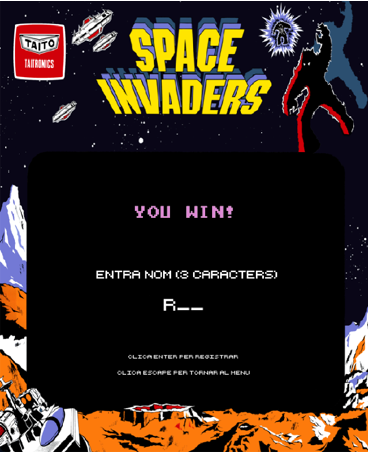 TAITO
TAITRONICS
SPACE
INVADERS
YOU WIN!
ENTRA NOM (3 CARACTERS)
R__
CLICA ENTER PER REGISTRAR
CLICA ESCAPE PER TORNAR AL MENU